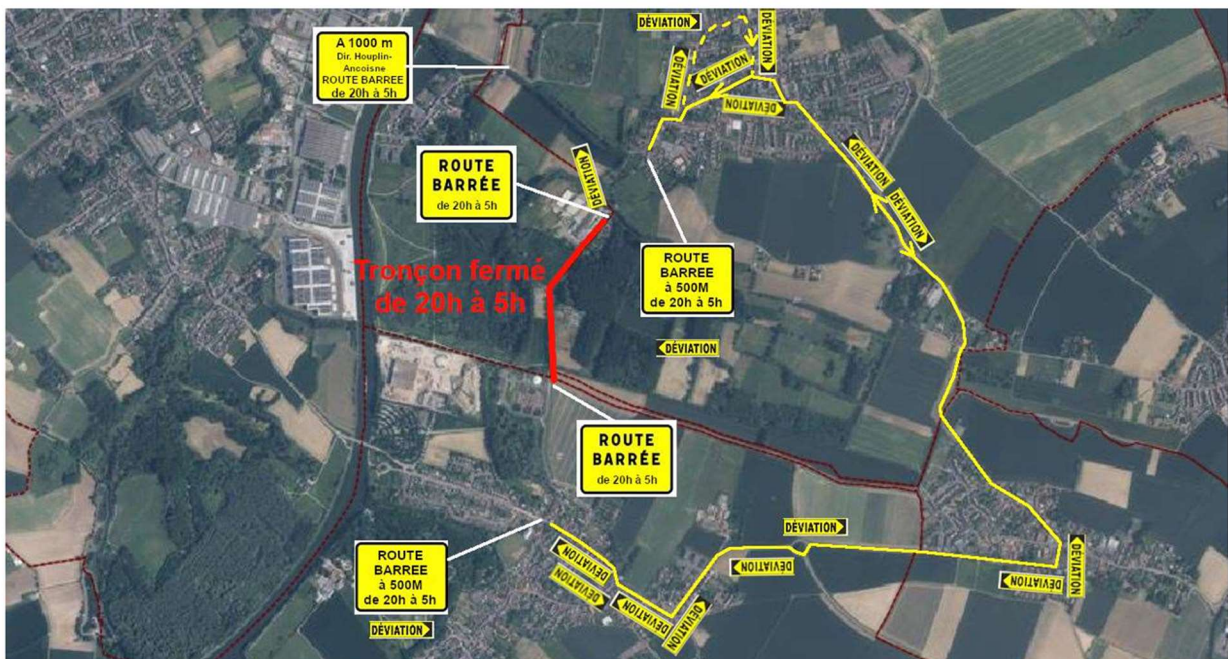 DÉVIATION
A 1000 m
Dir. Houplin-
Ancoisne
ROUTE BARREE
de 20h à 5h
DÉVIATION
DÉVIATION
DÉVIATION
DÉVIATION
ROUTE
BARRÉE
de 20h à 5h
DÉVIATION
DÉVIATION
DÉVIATION
Tronçon fermé
de 20h à 5h
ROUTE
BARREE
à 500M
de 20h à 5h
DÉVIATION
ROUTE
BARRÉE
de 20h à 5h
DÉVIATION
ROUTE
BARREE
à 500M
de 20h à 5h
DÉVIATION
DÉVIATION
DÉVIATION
DÉVIATION
DÉVIATION
DÉVIATION
DÉVIATION
DÉVIATION
DÉVIATION